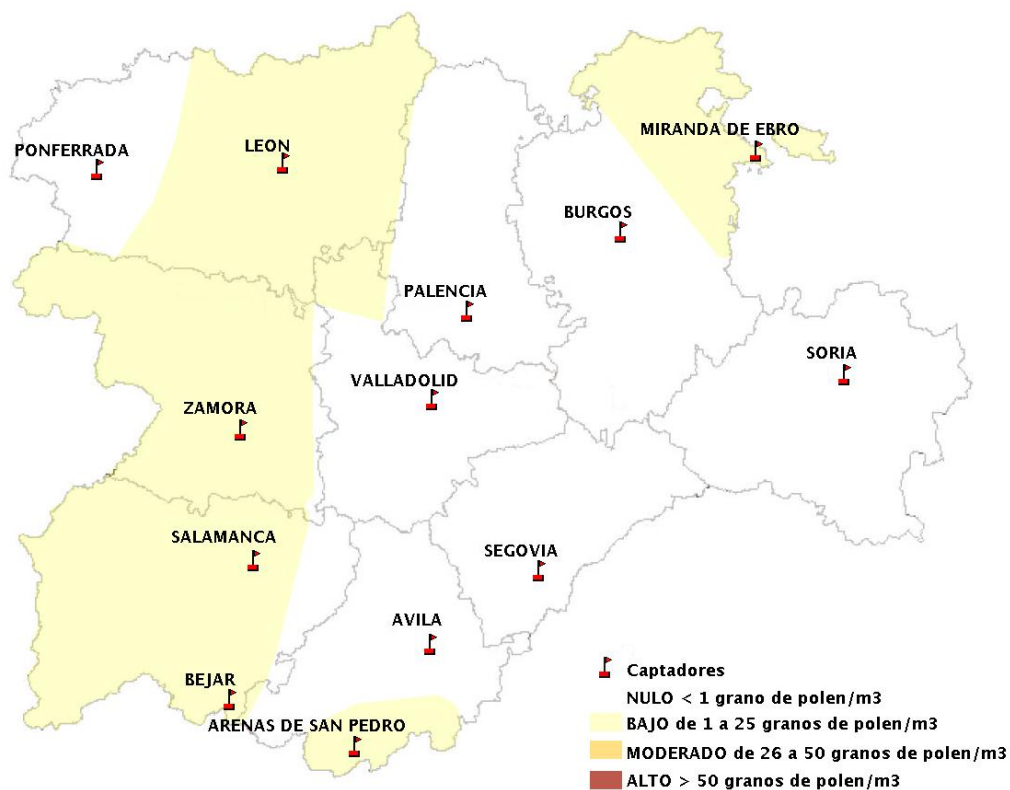 MIRANDA DE EBRO
PONFERRADA
LEON
BURGOS
PALENCIA
SORIA
VALLADOLID
ZAMORA
SALAMANCA
SEGOVIA
AVILA
BEJAR
ARENAS DE SAN PEDRO
Captadores
NULO < 1 grano de polen/m3
BAJO de 1 a 25 granos de polen/m3
MODERADO de 26 a 50 granos de polen/m3
ALTO > 50 granos de polen/m3